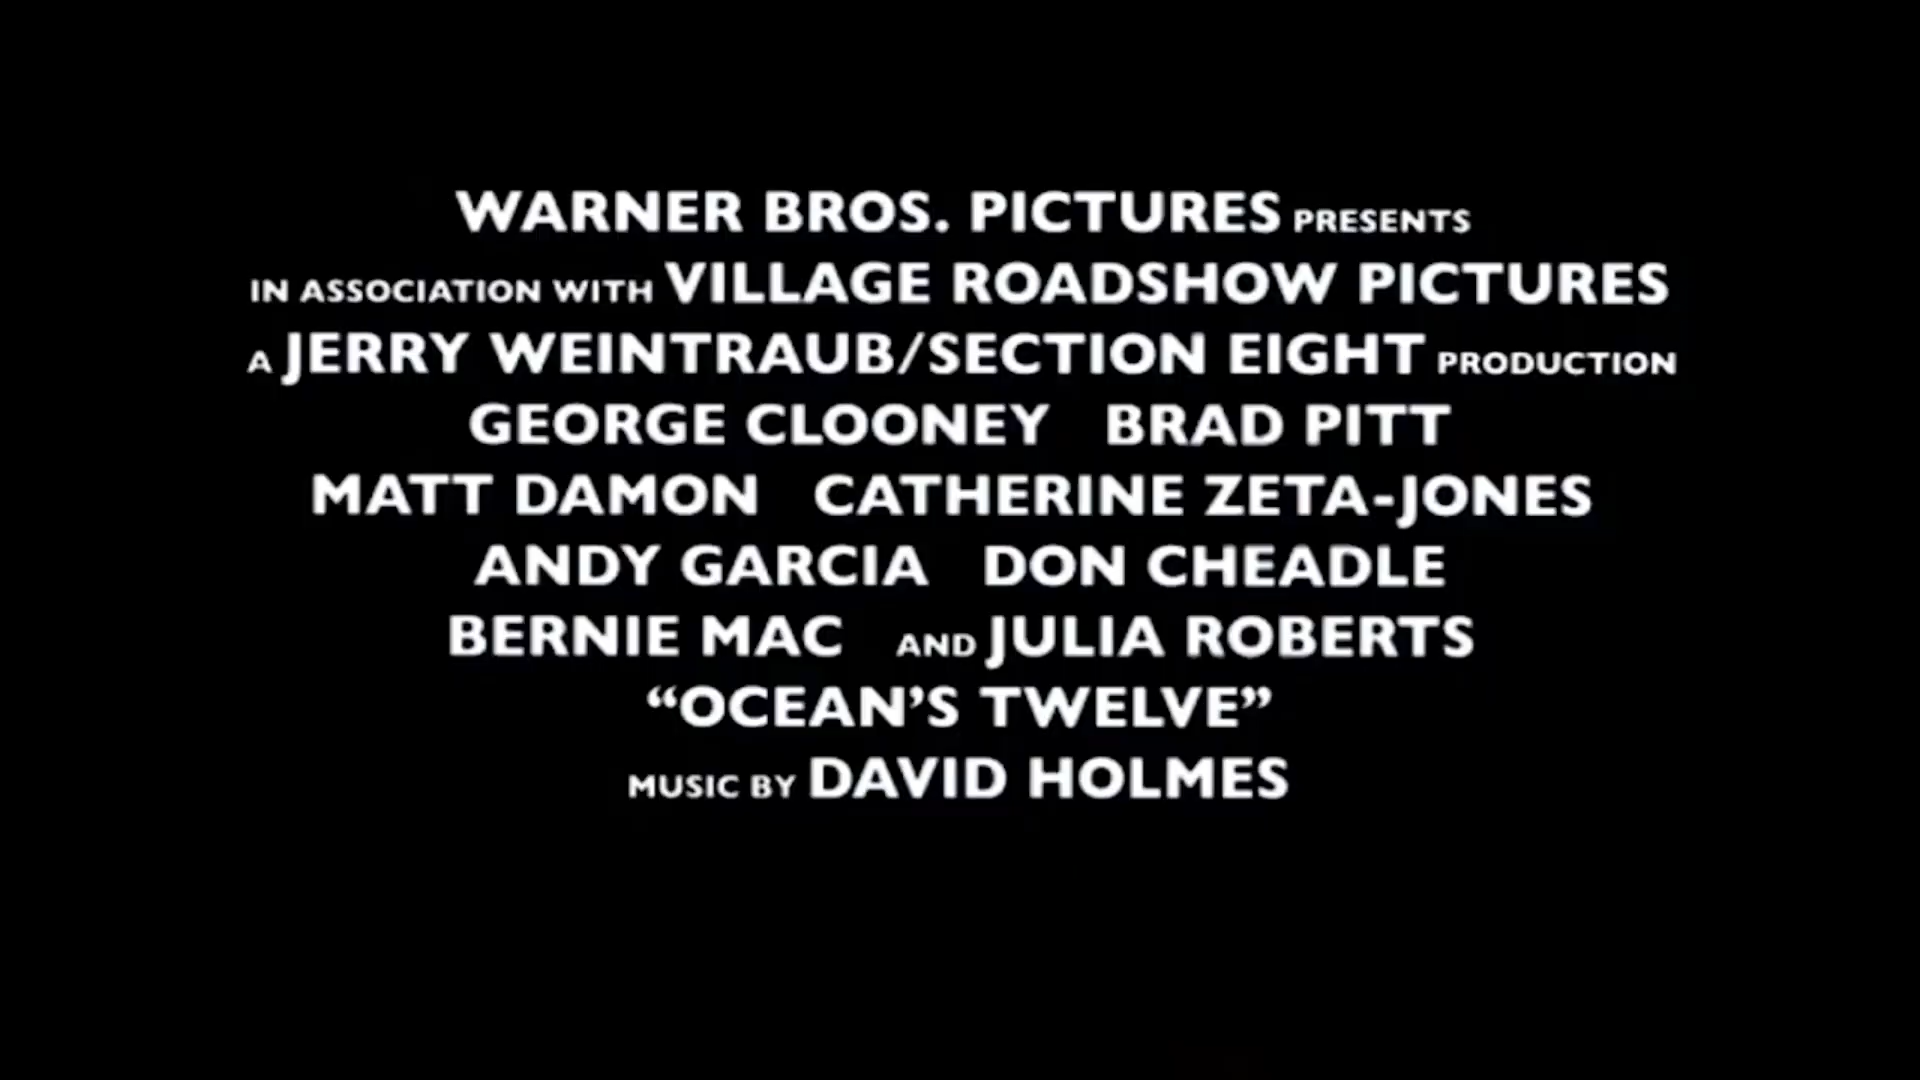 WARNER BROS. PICTURES PRESENTS
IN ASSOCIATION WITH VILLAGE ROADSHOW PICTURES
A JERRY WEINTRAUB/SECTION EIGHT PRODUCTION
GEORGE CLOONEY BRAD PITT
MATT DAMON CATHERINE ZETA-JONES
ANDY GARCIA DON CHEADLE
BERNIE MAC AND JULIA ROBERTS
“OCEAN’S TWELVE”
MUSIC BY DAVID HOLMES